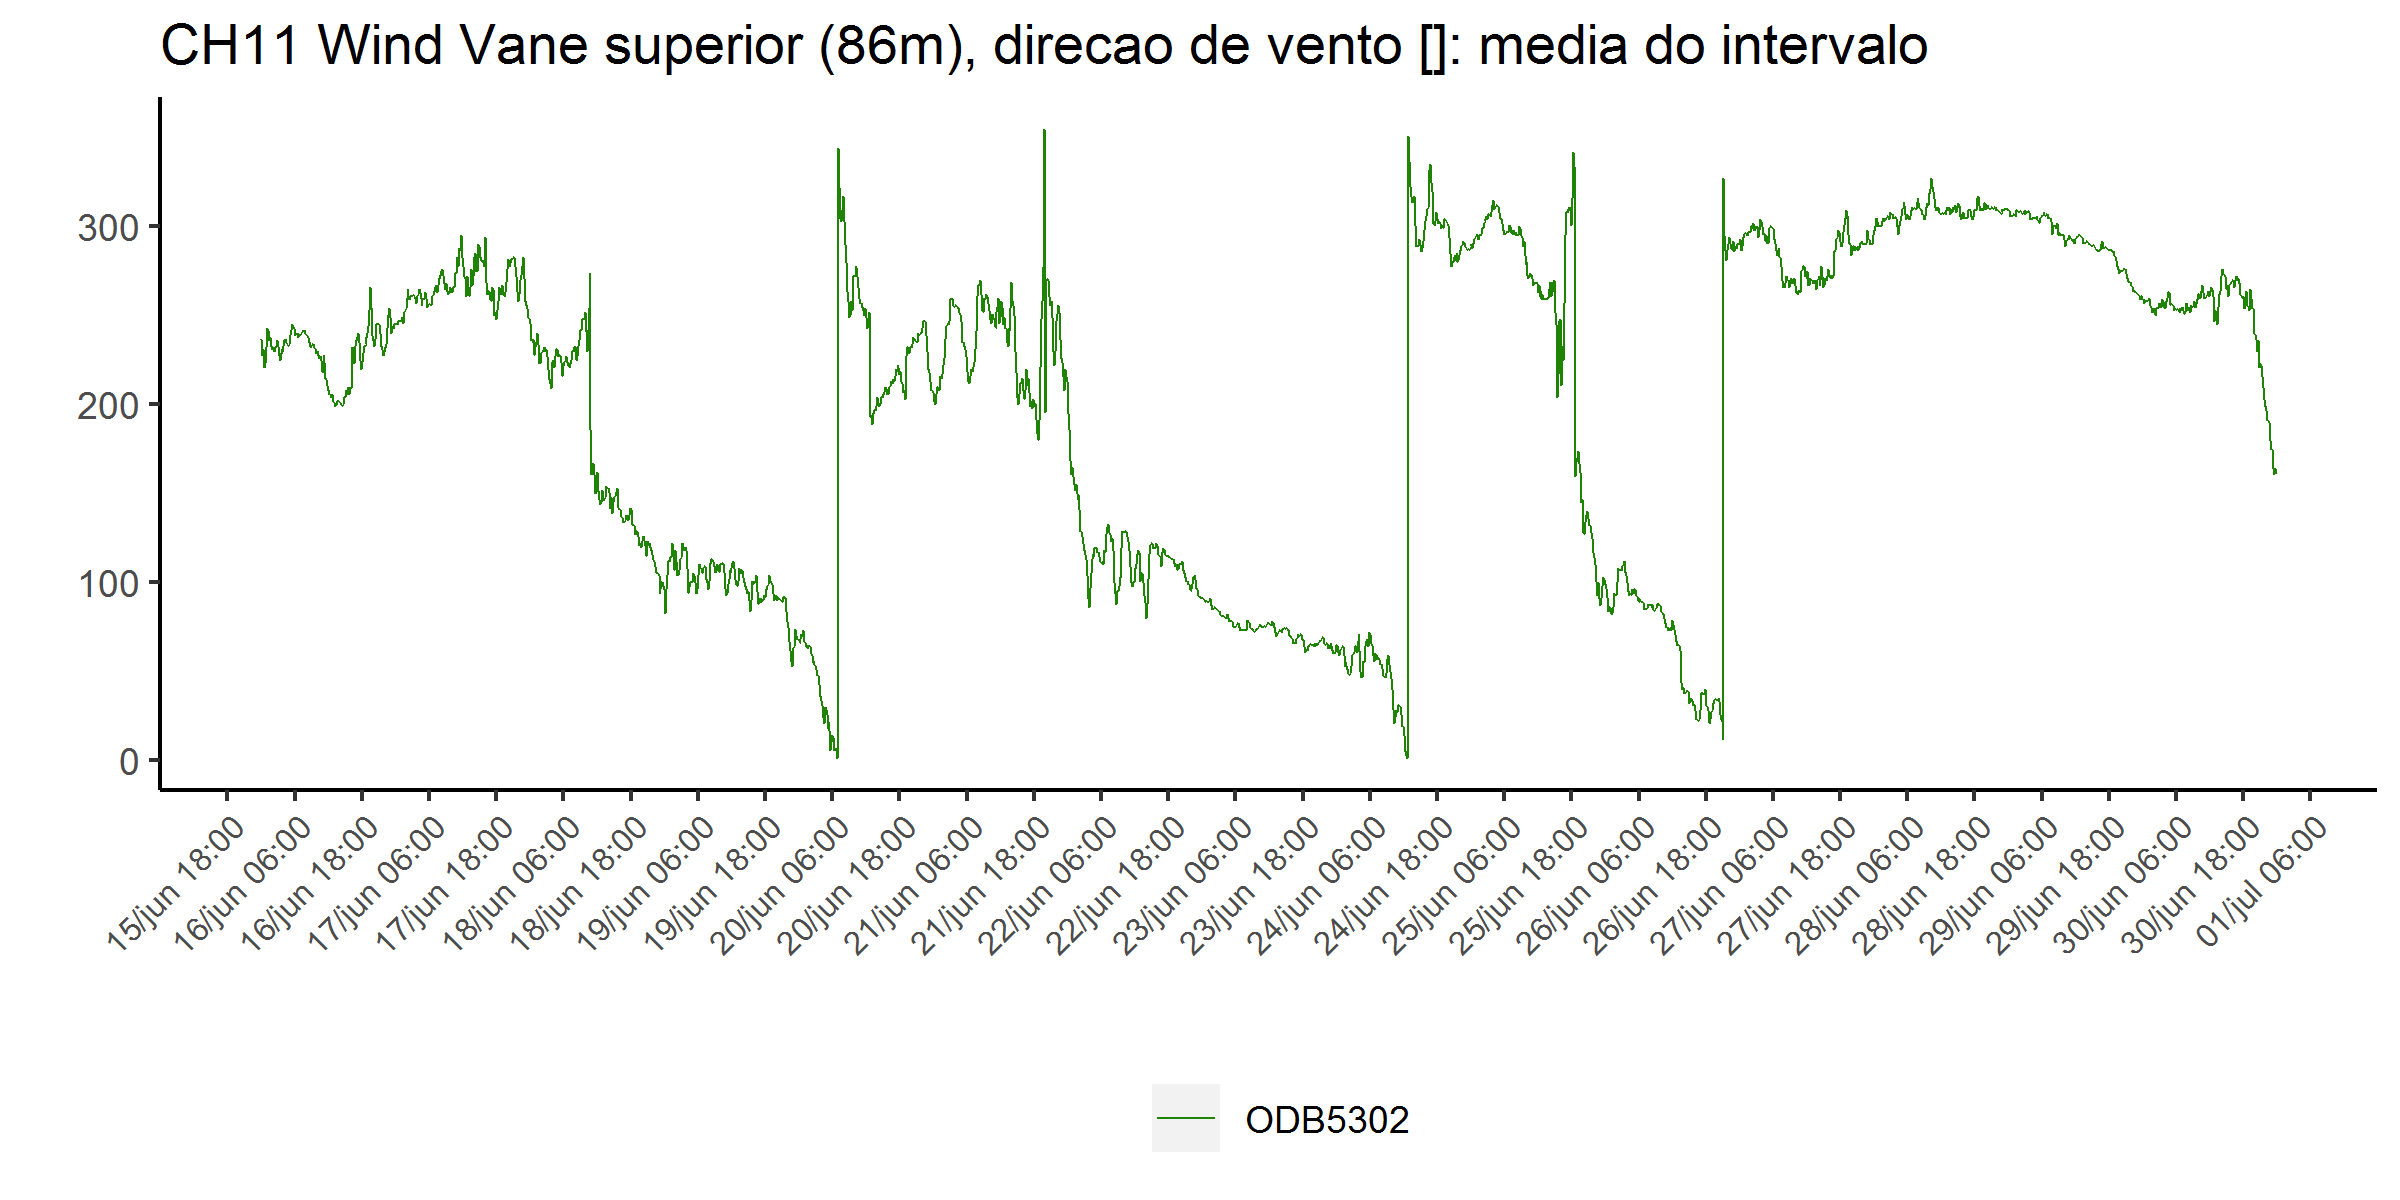 CH11 Wind Vane superior (86m), direcao de vento []: media do intervalo
300
200
100
0
15/jun 18:00
16/jun 06:00
16/jun 18:00
17/jun 06:00
17/jun 18:00
18/jun 06:00
18/jun 18:00
19/jun 06:00
19/jun 18:00
20/jun 06:00
20/jun 18:00
21/jun 06:00
21/jun 18:00
22/jun 06:00
22/jun 18:00
23/jun 06:00
23/jun 18:00
24/jun 06:00
24/jun 18:00
25/jun 06:00
25/jun 18:00
26/jun 06:00
26/jun 18:00
27/jun 06:00
27/jun 18:00
28/jun 06:00
28/jun 18:00
29/jun 06:00
29/jun 18:00
30/jun 06:00
30/jun 18:00
01/jul 06:00
ODB5302